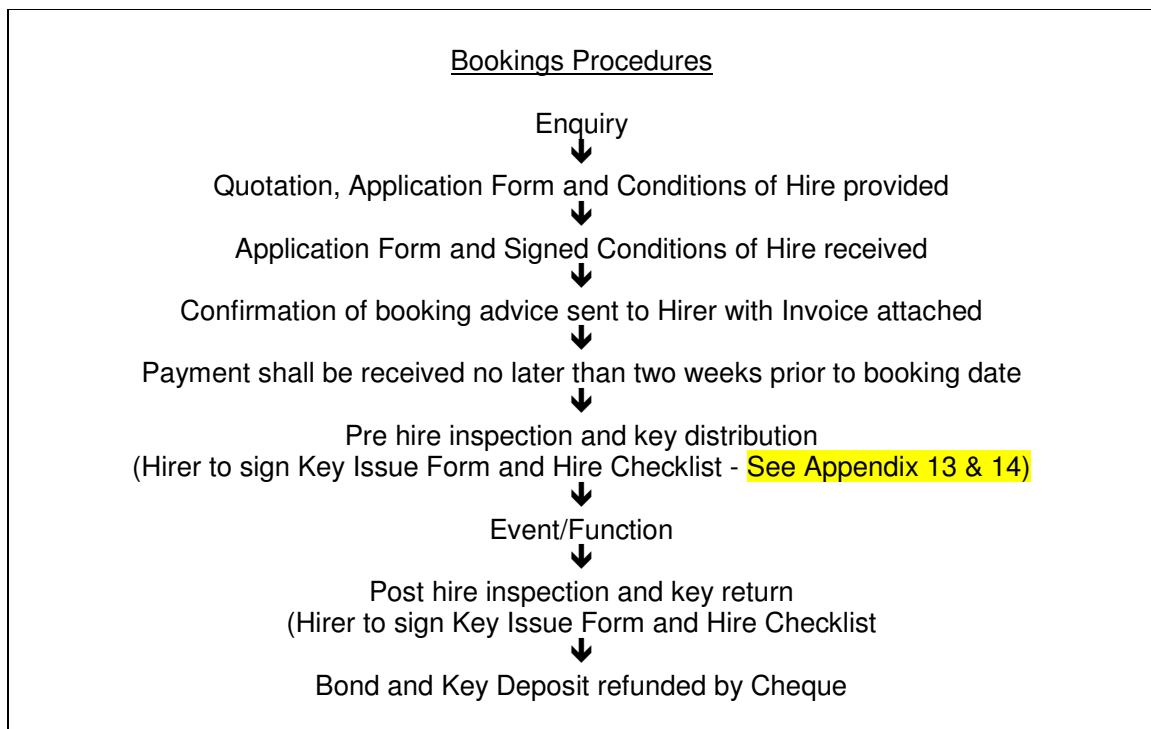 Bookings Procedures
Enquiry
Quotation, Application Form and Conditions of Hire provided
Application Form and Signed Conditions of Hire received
Confirmation of booking advice sent to Hirer with Invoice attached
Payment shall be received no later than two weeks prior to booking date
Pre hire inspection and key distribution
(Hirer to sign Key Issue Form and Hire Checklist - See Appendix 13 & 14)
Event/Function
Post hire inspection and key return
(Hirer to sign Key Issue Form and Hire Checklist
Bond and Key Deposit refunded by Cheque